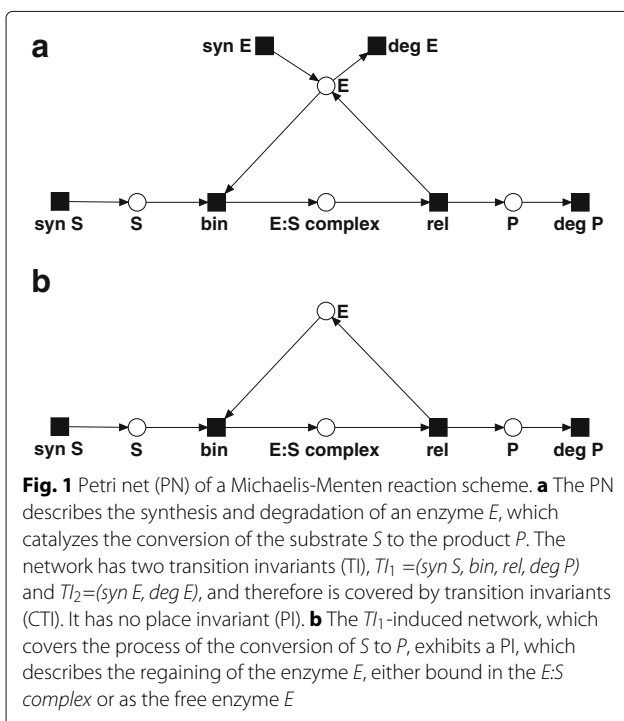 a
syn E
deg E
E
syn S
S
bin
E:S complex
rel
P
deg P
b
E
syn S
S
bin
E:S complex
rel
P
deg P
Fig. 1 Petri net (PN) of a Michaelis-Menten reaction scheme. a The PN
describes the synthesis and degradation of an enzyme E, which
catalyzes the conversion of the substrate S to the product P. The
network has two transition invariants (TI), TI₁ =(syn S, bin, rel, deg P)
and TI₂=(syn E, deg E), and therefore is covered by transition invariants
(CTI). It has no place invariant (PI). b The TI₁-induced network, which
covers the process of the conversion of S to P, exhibits a PI, which
describes the regaining of the enzyme E, either bound in the E:S
complex or as the free enzyme E